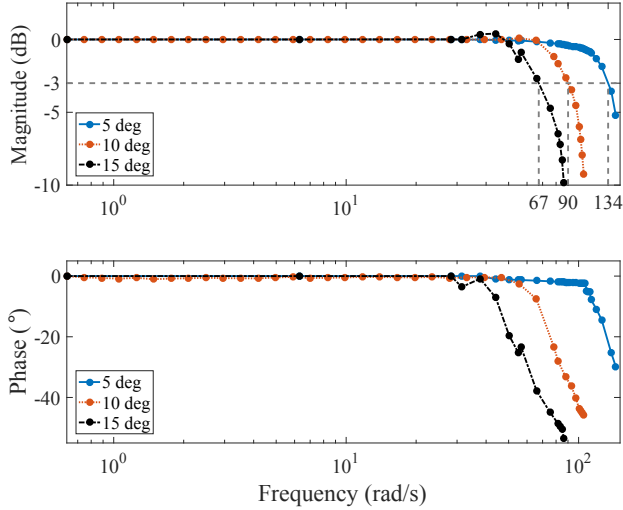 0
-3
-5
-10
Magnitude (dB)
5 deg
10 deg
15 deg
10^0
10^1
67
90
134
0
-20
-40
Phase (°)
5 deg
10 deg
15 deg
10^0
10^1
10^2
Frequency (rad/s)